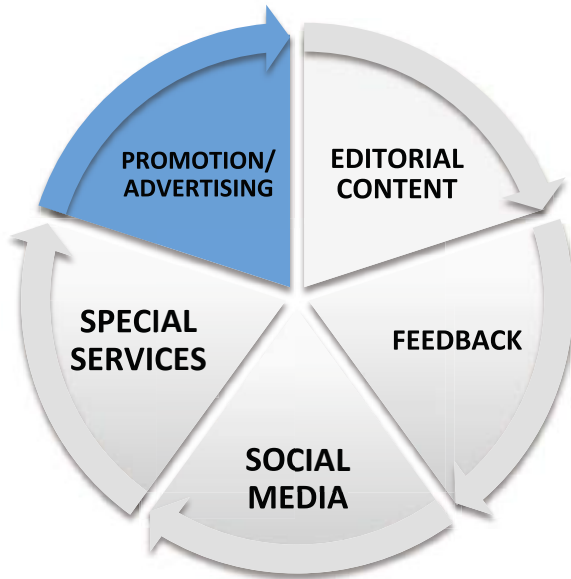 PROMOTION/
ADVERTISING
EDITORIAL
CONTENT
FEEDBACK
SOCIAL
MEDIA
SPECIAL
SERVICES